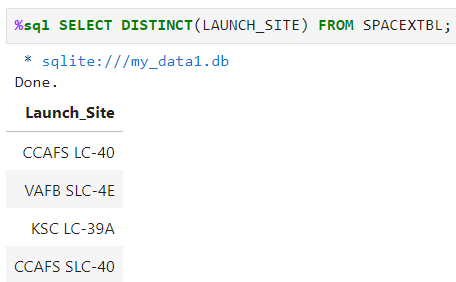 %sql SELECT DISTINCT(LAUNCH_SITE) FROM SPACEXTBL;
* sqlite:///my_data1.db
Done.
Launch_Site
CCAFS LC-40
VAFB SLC-4E
KSC LC-39A
CCAFS SLC-40